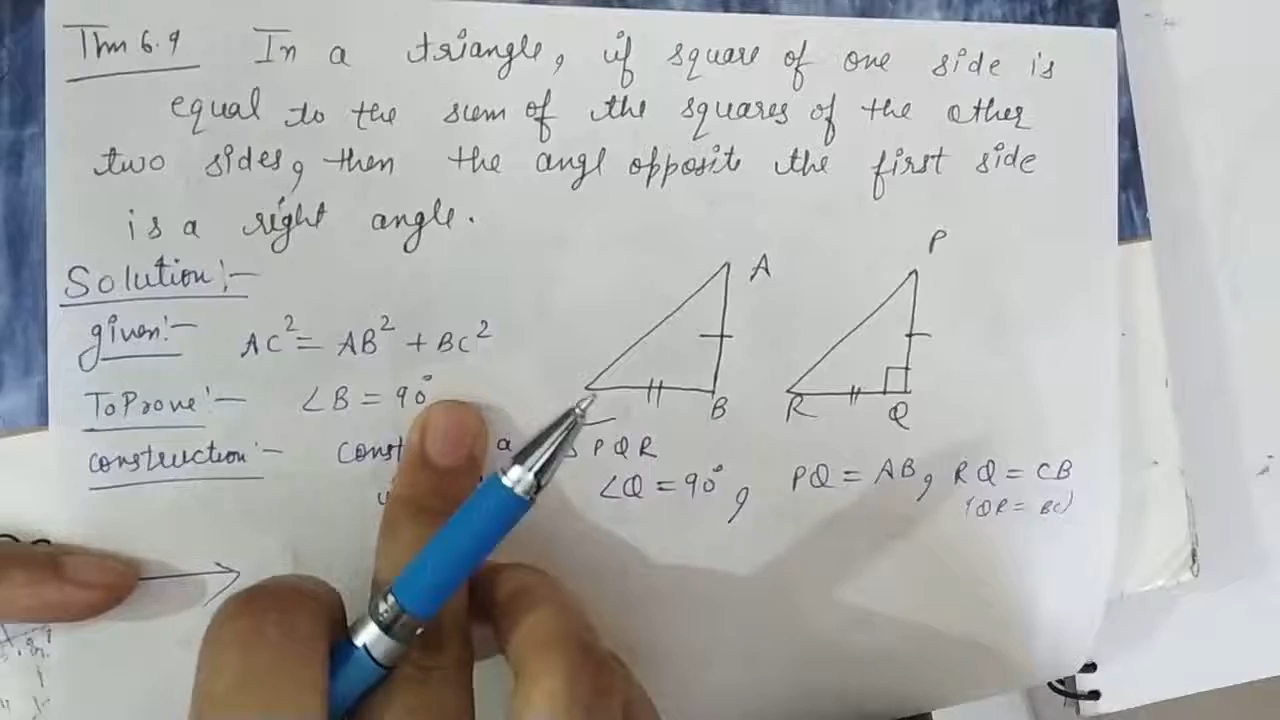 Thm 6.9 In a triangle, if square of one side is
equal to the sum of the squares of the other
two sides, then the angl opposite the first side
is a right angle.
Solution:-
given:- AC² = AB² + BC²
To Prove:- ∠B = 90°
construction:- Const a PQR
∠Q = 90°, PQ = AB, RQ = CB
(QR = BC)
A
B
P
R
Q